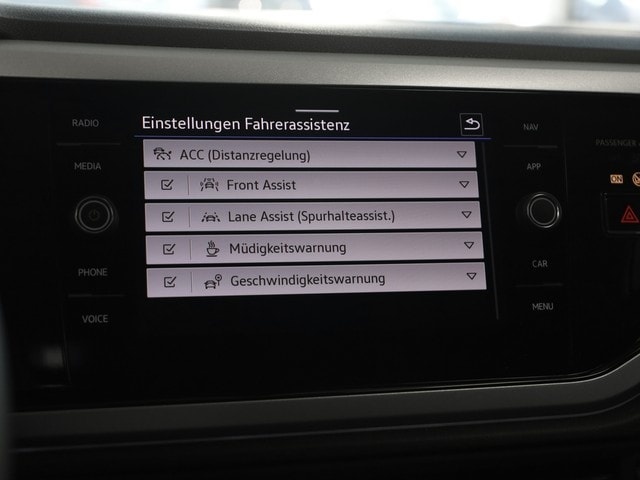 RADIO
MEDIA
PHONE
VOICE
Einstellungen Fahrerassistenz
ACC (Distanzregelung)
Front Assist
Lane Assist (Spurhalteassist.)
Müdigkeitswarnung
Geschwindigkeitswarnung
NAV
APP
CAR
MENU
PASSENGER
ON